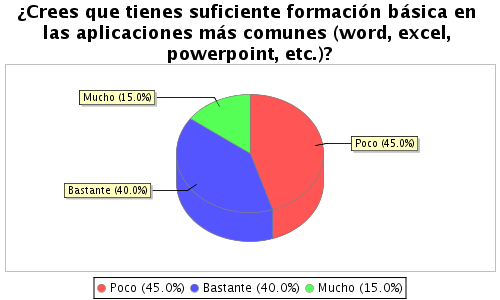 ¿Crees que tienes suficiente formación básica en
las aplicaciones más comunes (word, excel,
powerpoint, etc.)?
Mucho (15.0%)
Poco (45.0%)
Bastante (40.0%)
Poco (45.0%) Bastante (40.0%) Mucho (15.0%)